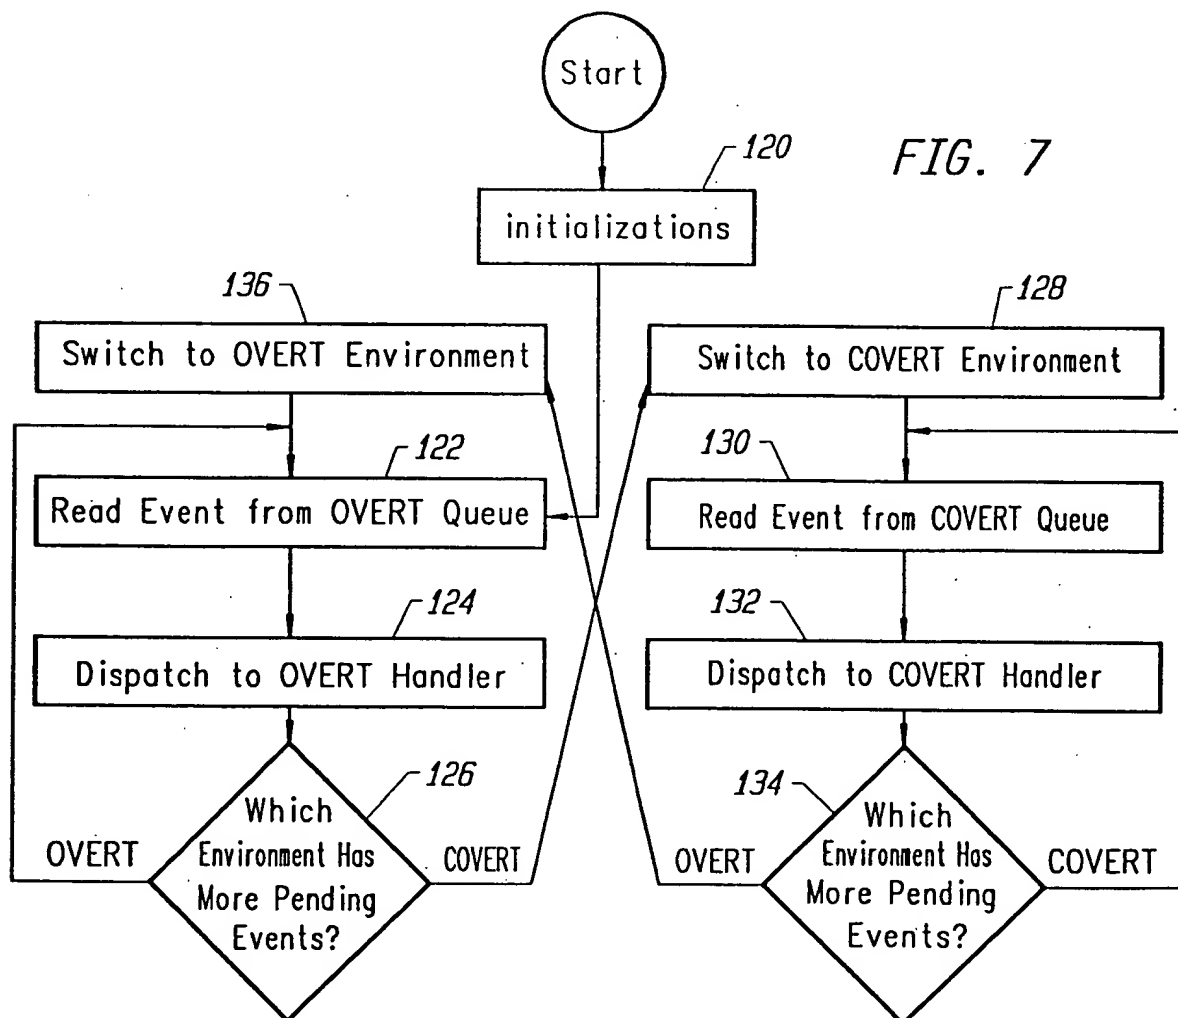 Start
120
FIG. 7
initializations
136
Switch to OVERT Environment
128
Switch to COVERT Environment
122
Read Event from OVERT Queue
130
Read Event from COVERT Queue
124
Dispatch to OVERT Handler
132
Dispatch to COVERT Handler
126
Which
Environment Has
More Pending
Events?
OVERT
COVERT
134
Which
Environment Has
More Pending
Events?
OVERT
COVERT